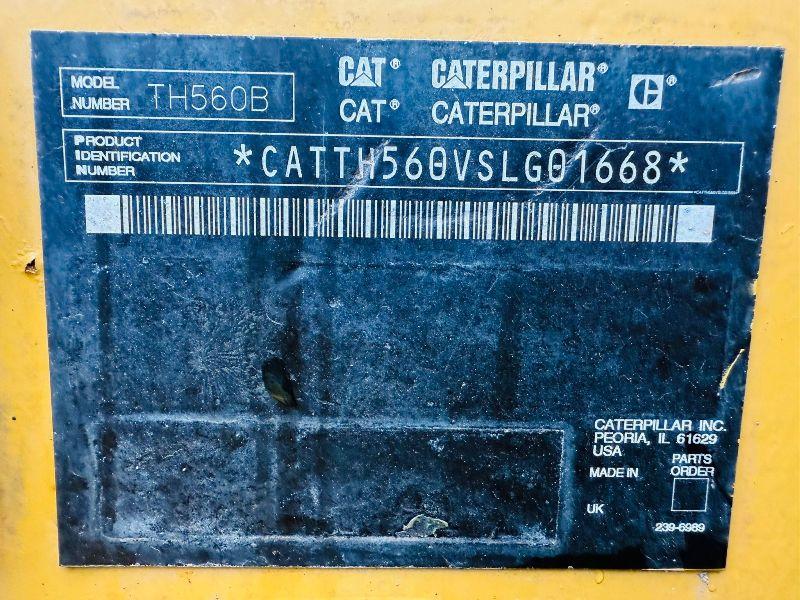 MODEL
NUMBER TH560B
CAT® CATERPILLAR® C®
CAT® CATERPILLAR®
PRODUCT
IDENTIFICATION
NUMBER
*CATTH560VSLG01668*
CATERPILLAR INC.
PEORIA, IL 61629
USA
MADE IN
PARTS
ORDER
UK
239-6989